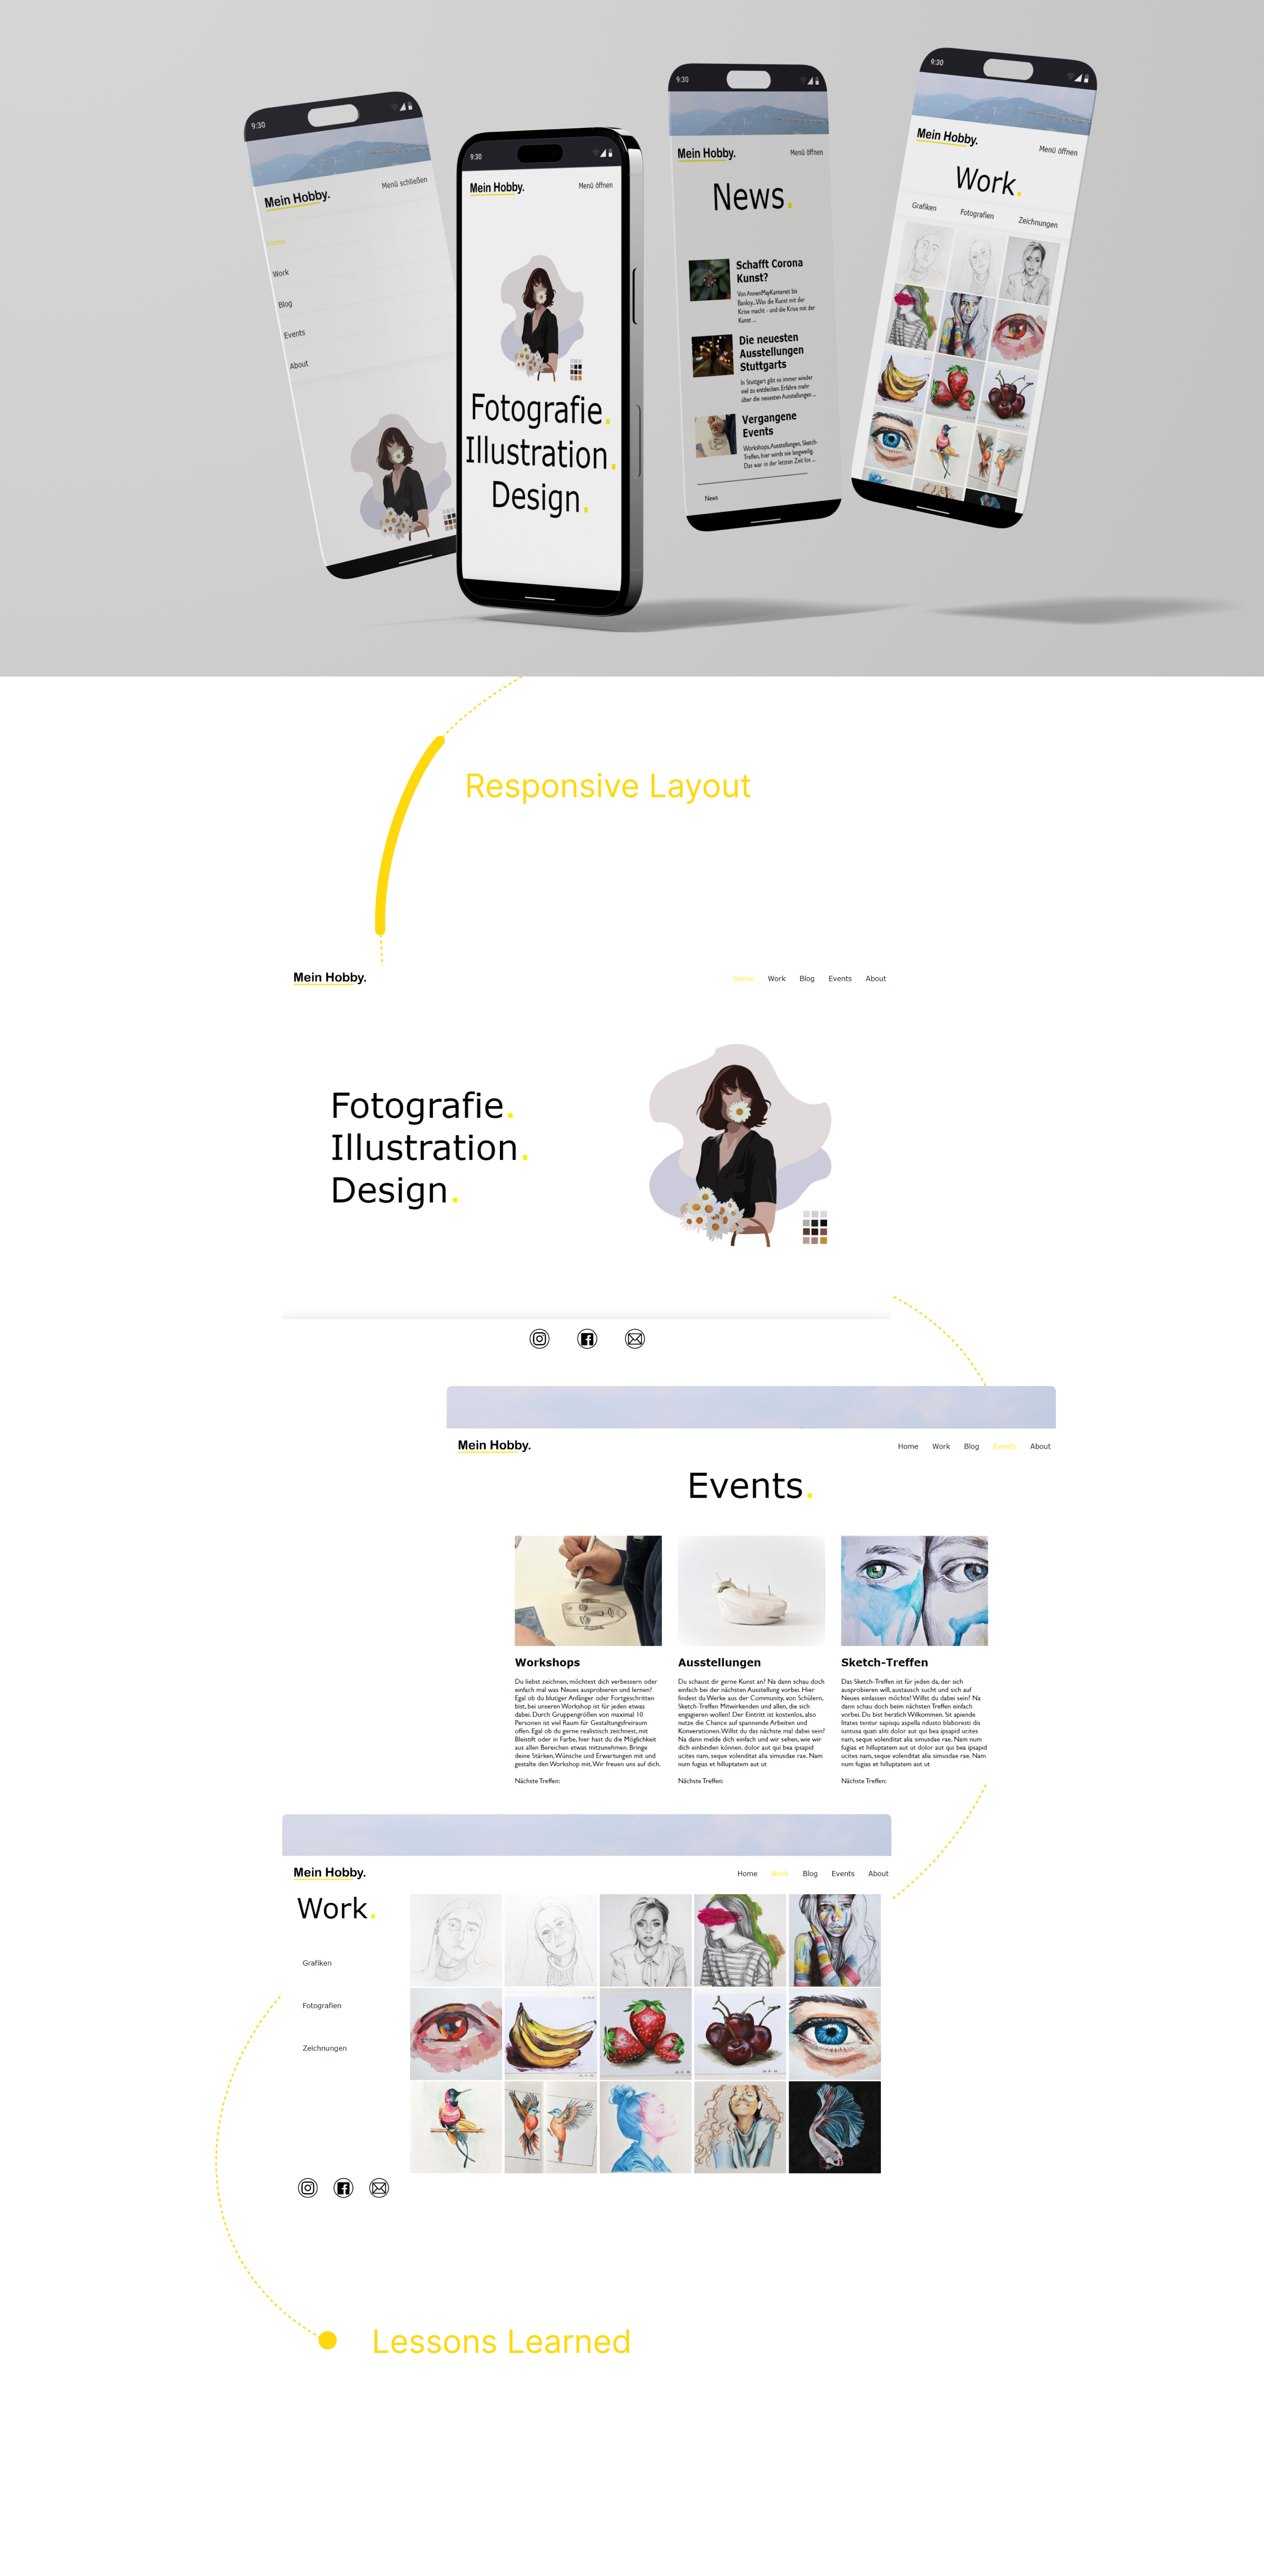 9:30
Mein Hobby.
Menü schließen
Home
Work
Blog
Events
About
9:30
Mein Hobby.
Menü öffnen
Fotografie.
Illustration.
Design.
9:30
Mein Hobby.
Menü öffnen
News.
Schafft Corona
Kunst?
Von AnnenMayKantereit bis
Banksy...Was die Kunst mit der
Krise macht - und die Krise mit der
Kunst ...
Die neuesten
Ausstellungen
Stuttgarts
In Stuttgart gibt es immer wieder
viel zu entdecken. Erfahre mehr
über die neuesten Ausstellungen ...
Vergangene
Events
Workshops, Ausstellungen, Sketch-
Treffen, hier wirds nie langweilig.
Das war in der letzten Zeit los ...
News
9:30
Mein Hobby.
Menü öffnen
Work.
Grafiken
Fotografien
Zeichnungen
Responsive Layout
Mein Hobby.
Home Work Blog Events About
Fotografie.
Illustration.
Design.
Mein Hobby.
Home Work Blog Events About
Events.
Workshops
Du liebst zeichnen, möchtest dich verbessern oder
einfach mal was Neues ausprobieren und lernen?
Egal ob du blutiger Anfänger oder Fortgeschritten
bist, bei unseren Workshop ist für jeden etwas
dabei. Durch Gruppengrößen von maximal 10
Personen ist viel Raum für Gestaltungsfreiraum
offen. Egal ob du gerne realistisch zeichnest, mit
Bleistift oder in Farbe, hier hast du die Möglichkeit
aus allen Bereichen etwas mitzunehmen. Bringe
deine Stärken, Wünsche und Erwartungen mit und
gestalte den Workshop mit. Wir freuen uns auf dich.
Nächste Treffen:
Ausstellungen
Du schaust dir gerne Kunst an? Na dann schau doch
einfach bei der nächsten Ausstellung vorbei. Hier
findest du Werke aus der Community, von Schülern,
Sketch-Treffen Mitwirkenden und allen, die sich
engagieren wollen! Der Eintritt ist kostenlos, also
nutze die Chance auf spannende Arbeiten und
Konverationen. Willst du das nächste mal dabei sein?
Na dann melde dich einfach und wir sehen, wie wir
dich einbinden können. dolor aut qui bea ipsapid
ucites nam, seque volenditat alia simusdae rae. Nam
num fugias et hilluptatem aut ut
Nächste Treffen:
Sketch-Treffen
Das Sketch-Treffen ist für jeden da, der sich
ausprobieren will, austausch sucht und sich auf
Neues einlassen möchte! Willst du dabei sein? Na
dann schau doch beim nächsten Treffen einfach
vorbei. Du bist herzlich Wilkommen. Sit apiende
litates tentur sapisqu aspella ndusto blaboresti dis
iuntusa quati aliti dolor aut qui bea ipsapid ucites
nam, seque volenditat alia simusdae rae. Nam num
fugias et hilluptatem aut ut dolor aut qui bea ipsapid
ucites nam, seque volenditat alia simusdae rae. Nam
num fugias et hilluptatem aut ut
Nächste Treffen:
Mein Hobby.
Home Work Blog Events About
Work.
Grafiken
Fotografien
Zeichnungen
Lessons Learned